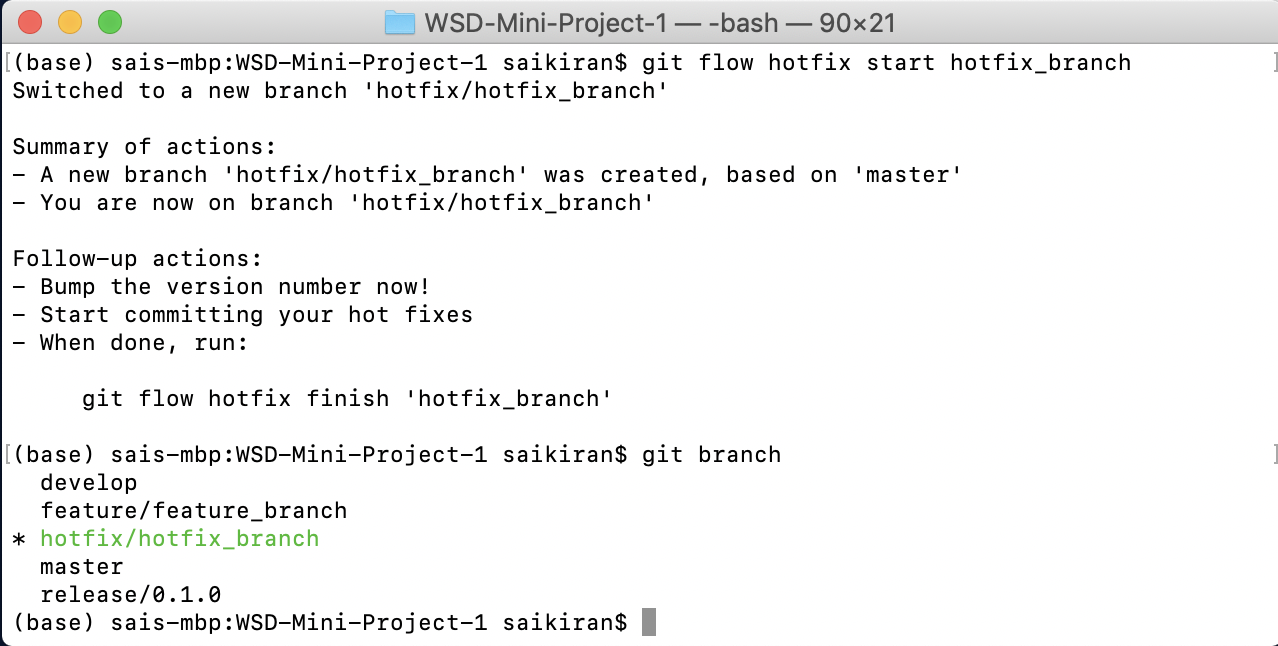 WSD-Mini-Project-1 — -bash — 90×21
[(base) sais-mbp:WSD-Mini-Project-1 saikiran$ git flow hotfix start hotfix_branch ]
Switched to a new branch 'hotfix/hotfix_branch'

Summary of actions:
- A new branch 'hotfix/hotfix_branch' was created, based on 'master'
- You are now on branch 'hotfix/hotfix_branch'

Follow-up actions:
- Bump the version number now!
- Start committing your hot fixes
- When done, run:

     git flow hotfix finish 'hotfix_branch'

[(base) sais-mbp:WSD-Mini-Project-1 saikiran$ git branch ]
  develop
  feature/feature_branch
* hotfix/hotfix_branch
  master
  release/0.1.0
(base) sais-mbp:WSD-Mini-Project-1 saikiran$